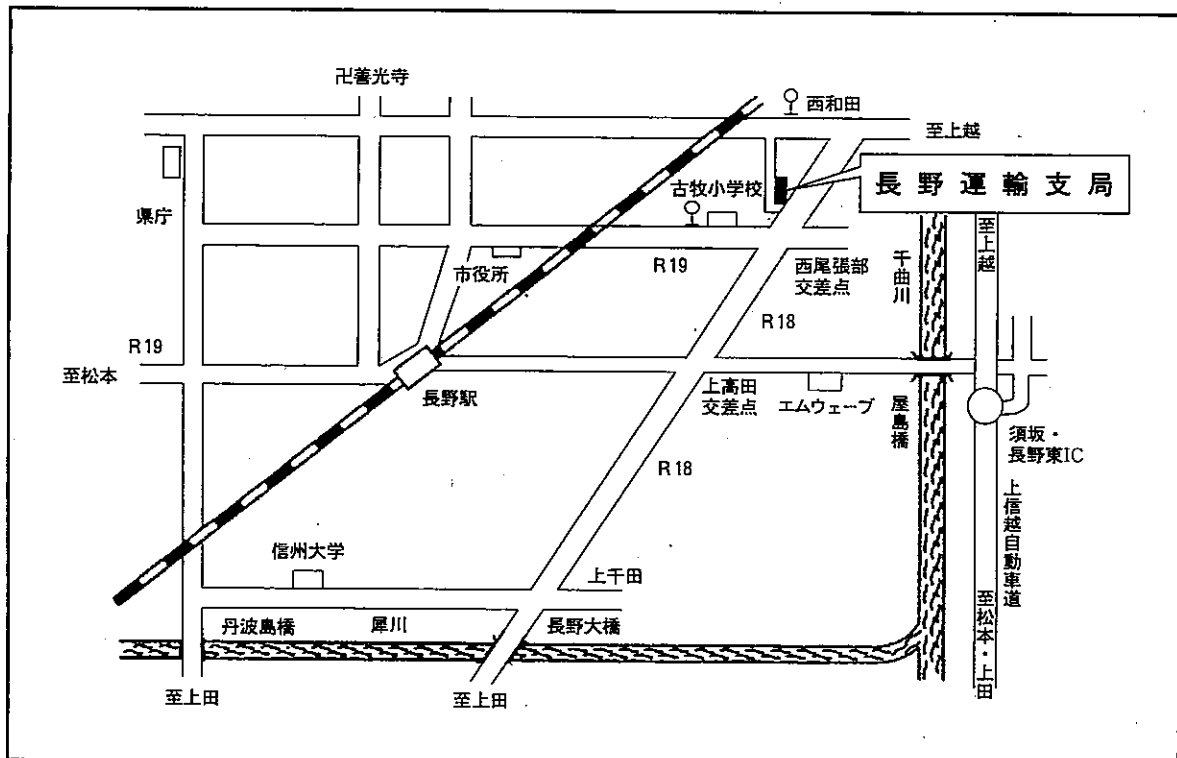 卍善光寺
西和田
至上越
長野運輸支局
古牧小学校
県庁
市役所
R19
西尾張部
交差点
千曲川
至上越
R18
R19
至松本
長野駅
上高田
交差点
エムウェーブ
屋島橋
須坂・
長野東IC
R18
上信越自動車道
信州大学
上千田
丹波島橋
犀川
長野大橋
至松本・上田
至上田
至上田